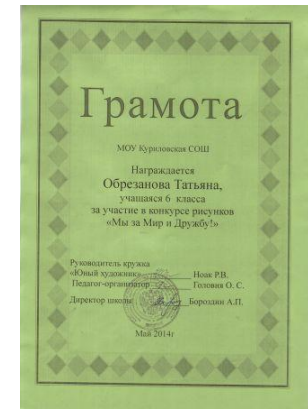 Грамота
МОУ Куриловская СОШ
Награждается
Обрезанова Татьяна,
учащаяся 6 класса
за участие в конкурсе рисунков
«Мы за Мир и Дружбу!»
Руководитель кружка
«Юный художник» Ноак Р.В.
Педагог-организатор Головня О. С.
Директор школы Бороздин А.П.
Май 2014г